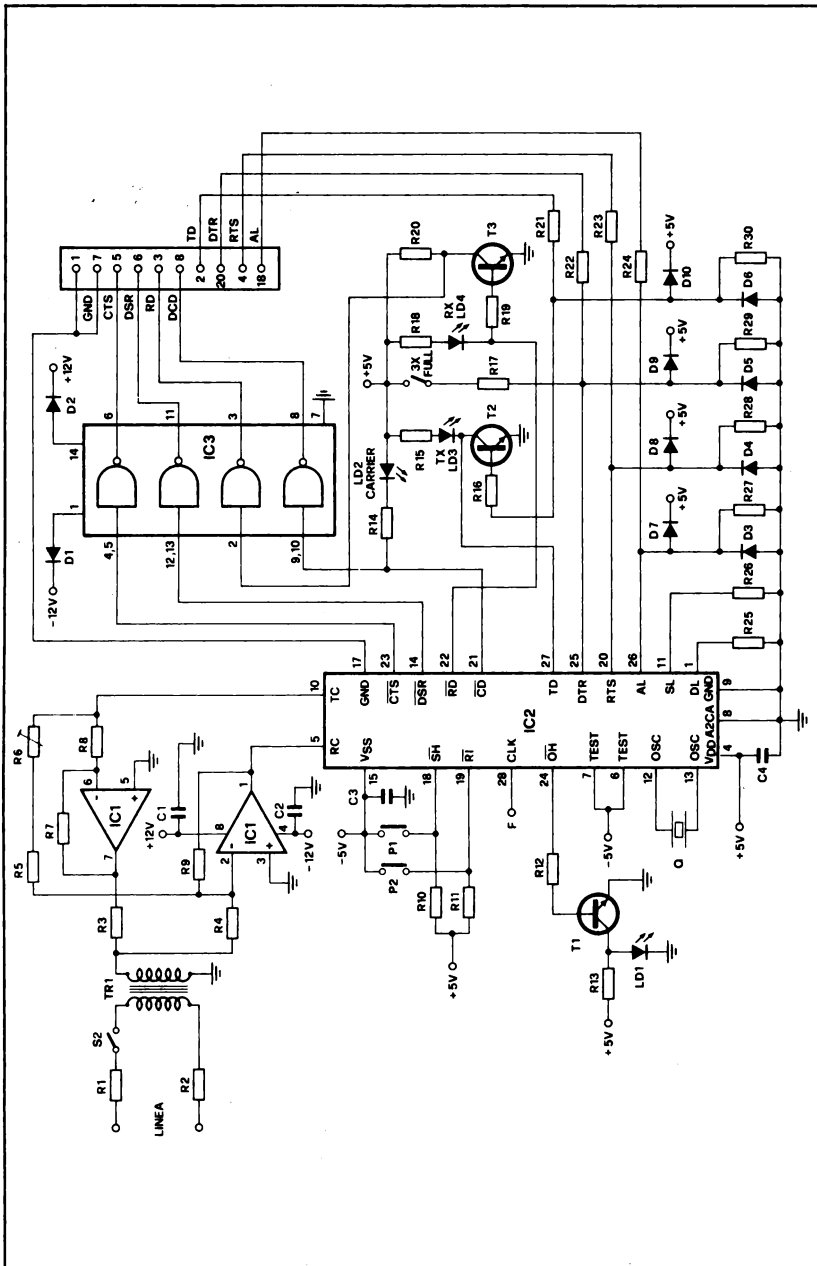 LINEA
R1
R2
S2
TR1
R3
R4
R5
R6
R7
R8
R9
IC1
6
-
5
+
7
IC1
2
-
3
+
1
8
4
+12V
C1
C2
-12V
-12V
D1
D2
+12V
1
14
IC3
4,5
6
12,13
11
2
3
9,10
8
7
1
GND
7
CTS
5
DSR
6
RD
3
DCD
8
TD
2
DTR
20
RTS
4
AL
18
IC2
TC
10
RC
5
GND
17
VSS
15
CTS
23
DSR
14
RD
22
CD
21
SH
18
RI
19
CLK
28
OH
24
TEST
7
TEST
6
OSC
12
OSC
13
VDD
4
A2CA
8
GND
9
DL
1
SL
11
AL
26
RTS
20
DTR
25
TD
27
-5V
C3
P1
P2
R10
R11
+5V
F
R12
T1
R13
+5V
LD1
-5V
Q
+5V
C4
R14
LD2
CARRIER
R15
TX
LD3
R16
T2
+5V
3X
FULL
R17
R18
RX
LD4
R19
R20
T3
R21
R22
R23
R24
D7
+5V
D8
+5V
D9
+5V
D10
+5V
R25
R26
D3
R27
D4
R28
D5
R29
D6
R30